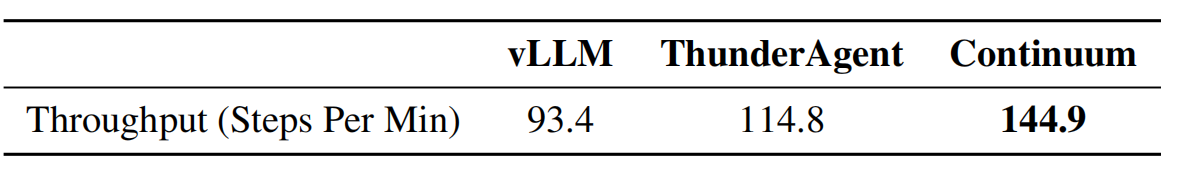 vLLM ThunderAgent Continuum
Throughput (Steps Per Min) 93.4 114.8 144.9